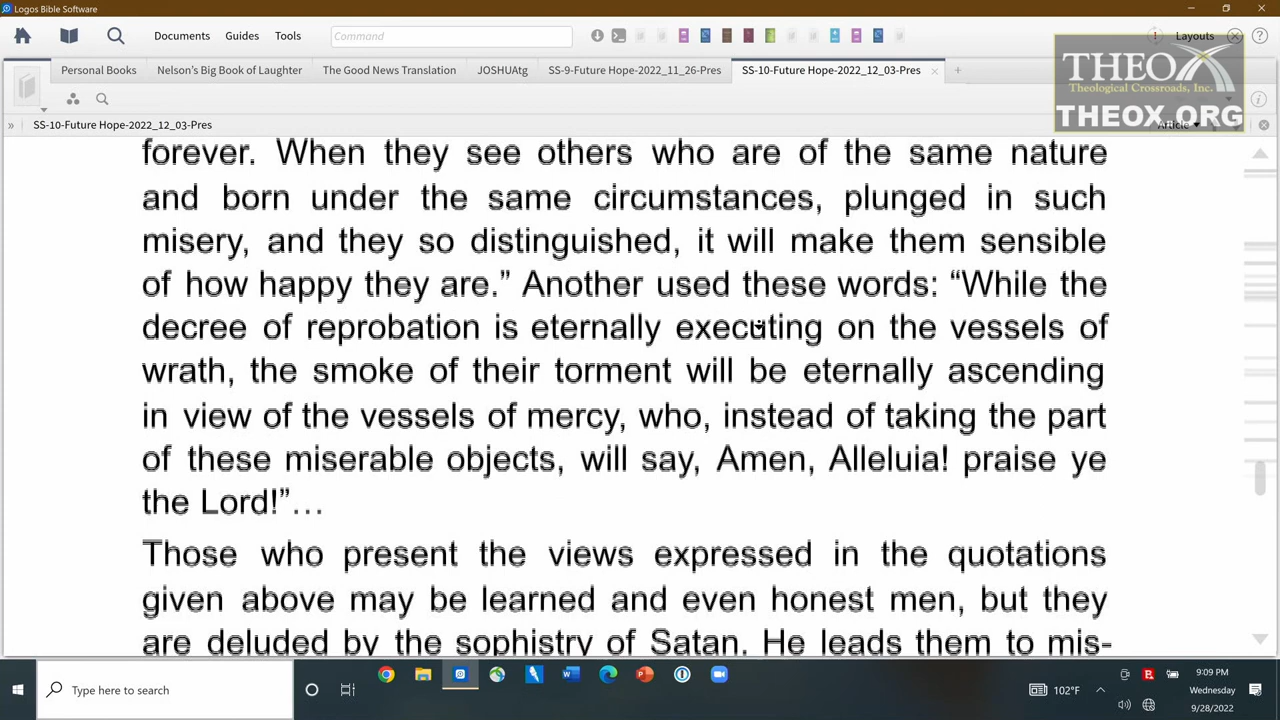 Logos Bible Software
Documents Guides Tools Command Layouts
Personal Books Nelson's Big Book of Laughter The Good News Translation JOSHUAtg SS-9-Future Hope-2022_11_26-Pres SS-10-Future Hope-2022_12_03-Pres
THEOX
Theological Crossroads, Inc.
THEOX.ORG
SS-10-Future Hope-2022_12_03-Pres Article
forever. When they see others who are of the same nature
and born under the same circumstances, plunged in such
misery, and they so distinguished, it will make them sensible
of how happy they are.” Another used these words: “While the
decree of reprobation is eternally executing on the vessels of
wrath, the smoke of their torment will be eternally ascending
in view of the vessels of mercy, who, instead of taking the part
of these miserable objects, will say, Amen, Alleluia! praise ye
the Lord!”…
Those who present the views expressed in the quotations
given above may be learned and even honest men, but they
are deluded by the sophistry of Satan. He leads them to mis-
Type here to search
102°F
9:09 PM
Wednesday
9/28/2022